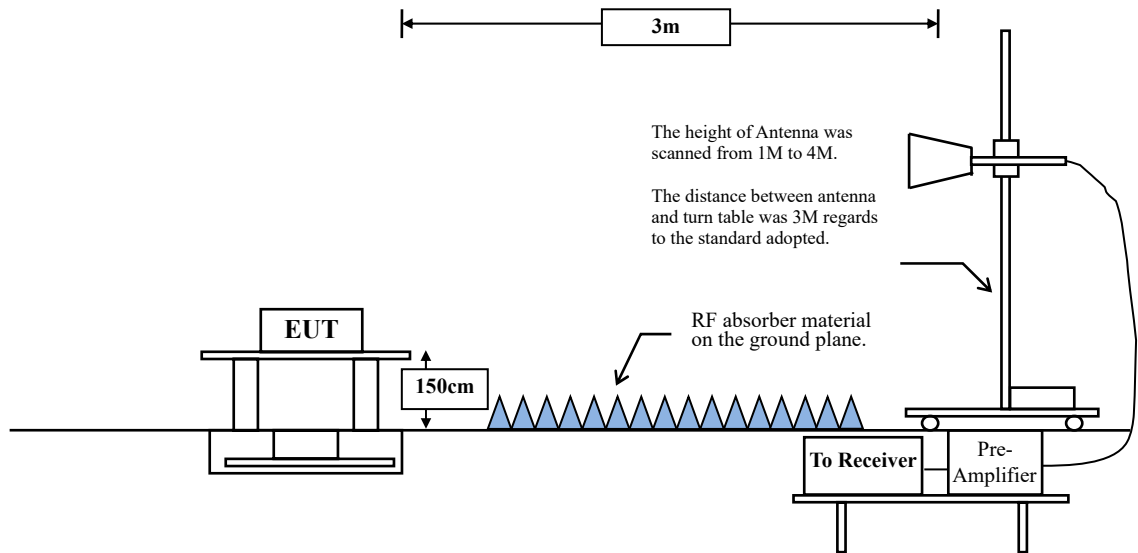 3m
The height of Antenna was
scanned from 1M to 4M.
The distance between antenna
and turn table was 3M regards
to the standard adopted.
EUT
RF absorber material
on the ground plane.
150cm
To Receiver
Pre-
Amplifier